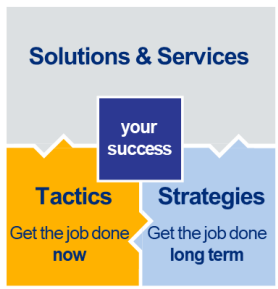 Solutions & Services
your
success
Tactics
Get the job done
now
Strategies
Get the job done
long term